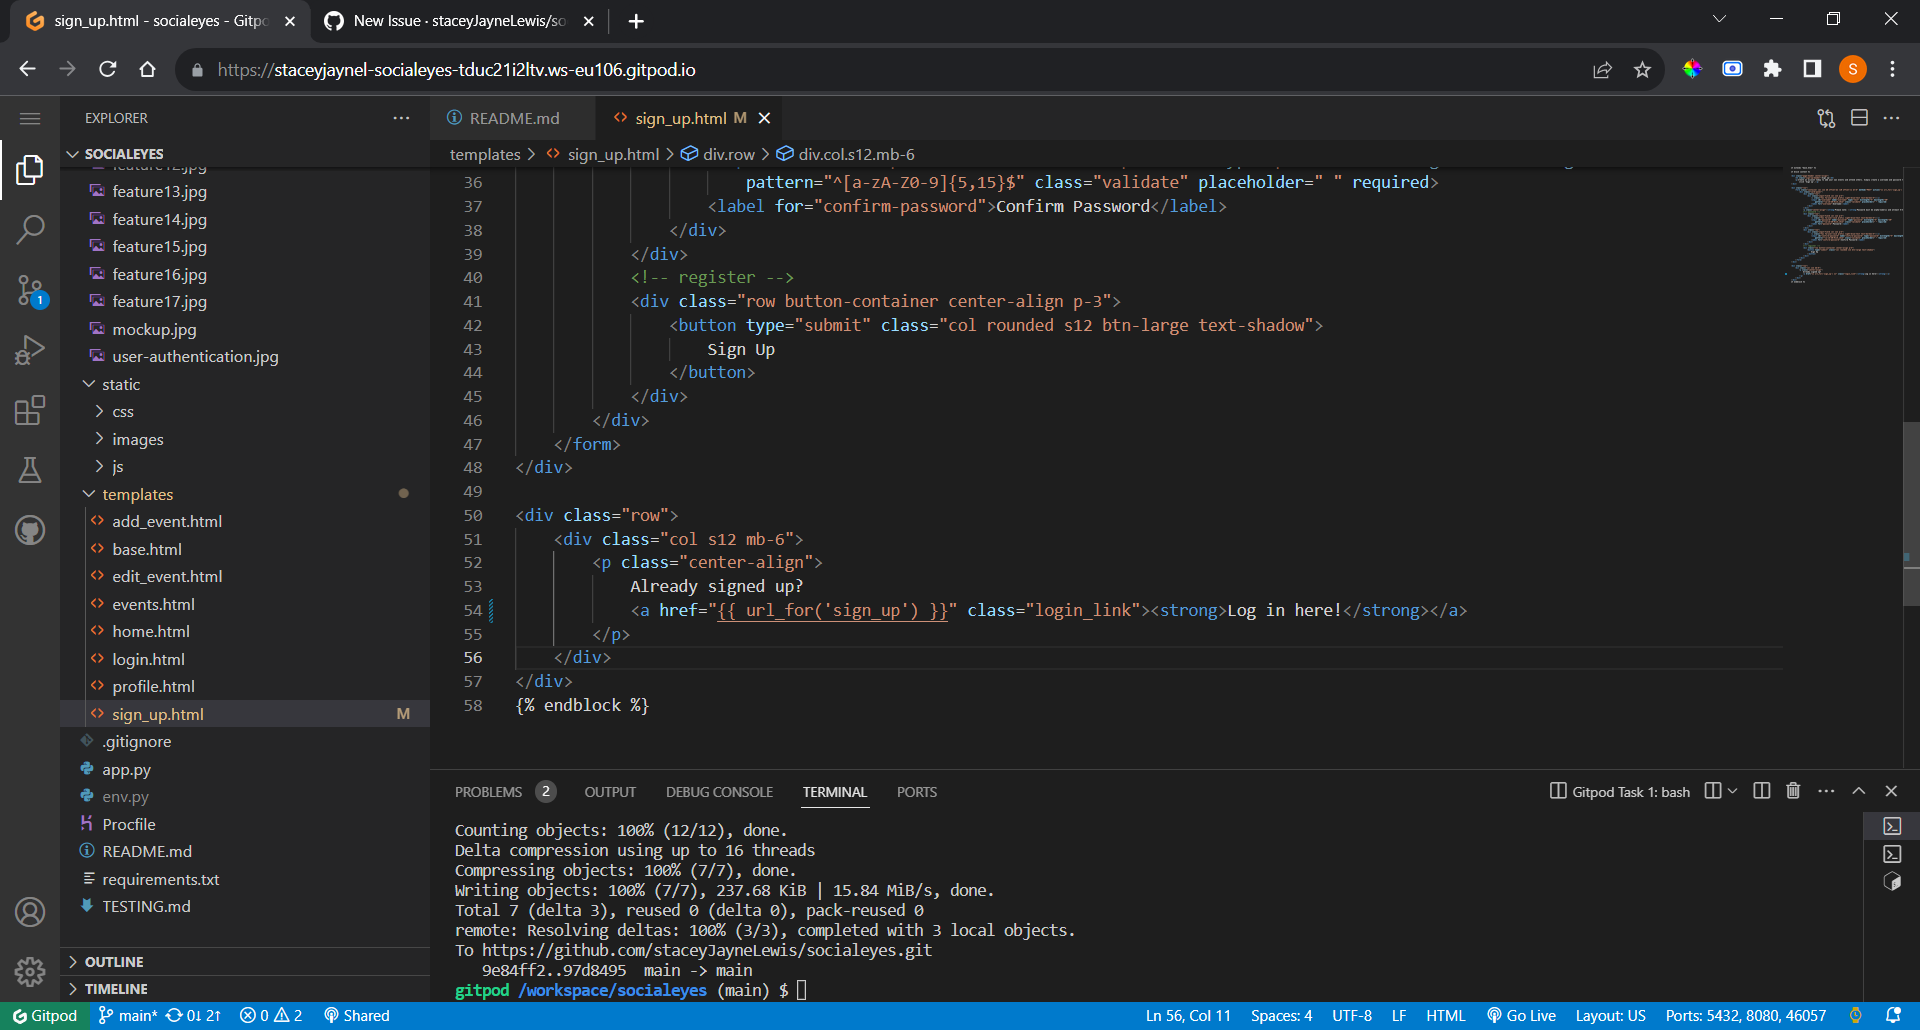 sign_up.html - socialeyes - Gitpo
New Issue · staceyJayneLewis/so
https://staceyjaynel-socialeyes-tduc21i2ltv.ws-eu106.gitpod.io
S
EXPLORER
SOCIALEYES
feature12.jpg
feature13.jpg
feature14.jpg
feature15.jpg
feature16.jpg
feature17.jpg
mockup.jpg
user-authentication.jpg
static
css
images
js
templates
add_event.html
base.html
edit_event.html
events.html
home.html
login.html
profile.html
sign_up.html M
.gitignore
app.py
env.py
Procfile
README.md
requirements.txt
TESTING.md
OUTLINE
TIMELINE
1
README.md
sign_up.html M
templates > sign_up.html > div.row > div.col.s12.mb-6
36 pattern="^[a-zA-Z0-9]{5,15}$" class="validate" placeholder=" " required>
37 <label for="confirm-password">Confirm Password</label>
38 </div>
39 </div>
40 <!-- register -->
41 <div class="row button-container center-align p-3">
42 <button type="submit" class="col rounded s12 btn-large text-shadow">
43 Sign Up
44 </button>
45 </div>
46 </div>
47 </form>
48 </div>
49
50 <div class="row">
51 <div class="col s12 mb-6">
52 <p class="center-align">
53 Already signed up?
54 <a href="{{ url_for('sign_up') }}" class="login_link"><strong>Log in here!</strong></a>
55 </p>
56 </div>
57 </div>
58 {% endblock %}
PROBLEMS 2 OUTPUT DEBUG CONSOLE TERMINAL PORTS
Gitpod Task 1: bash
Counting objects: 100% (12/12), done.
Delta compression using up to 16 threads
Compressing objects: 100% (7/7), done.
Writing objects: 100% (7/7), 237.68 KiB | 15.84 MiB/s, done.
Total 7 (delta 3), reused 0 (delta 0), pack-reused 0
remote: Resolving deltas: 100% (3/3), completed with 3 local objects.
To https://github.com/staceyJayneLewis/socialeyes.git
9e84ff2..97d8495 main -> main
gitpod /workspace/socialeyes (main) $
Gitpod main* 0↓ 2↑ 0 2 Shared
Ln 56, Col 11 Spaces: 4 UTF-8 LF HTML Go Live Layout: US Ports: 5432, 8080, 46057